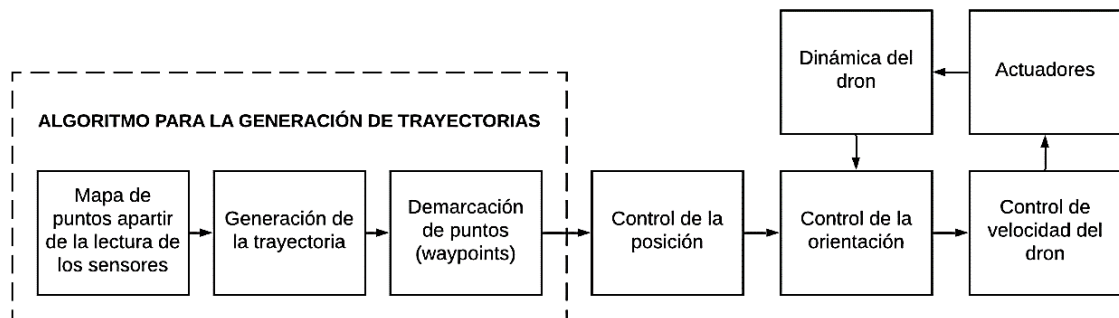 Dinámica del
dron
Actuadores
ALGORITMO PARA LA GENERACIÓN DE TRAYECTORIAS
Mapa de
puntos apartir
de la lectura de
los sensores
Generación de
la trayectoria
Demarcación
de puntos
(waypoints)
Control de la
posición
Control de la
orientación
Control de
velocidad del
dron